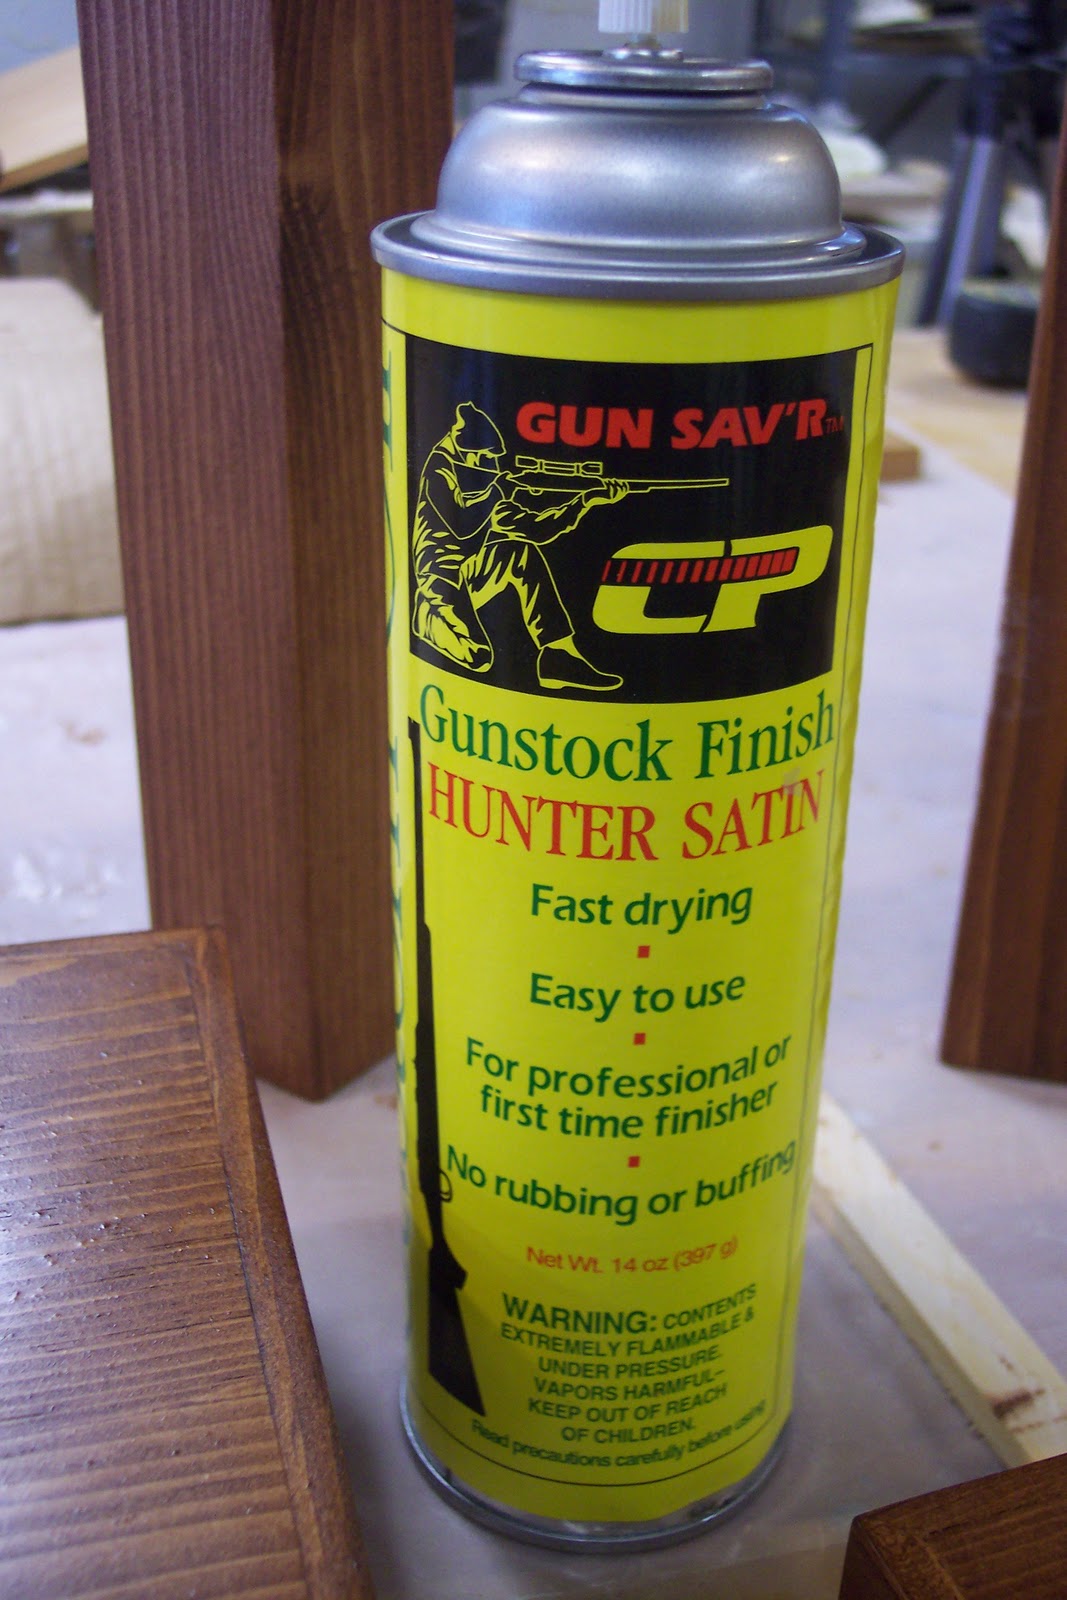 GUN SAV'R™
CP
Gunstock Finish
HUNTER SATIN
Fast drying
Easy to use
For professional or
first time finisher
No rubbing or buffing
Net Wt. 14 oz (397 g)
WARNING: CONTENTS
EXTREMELY FLAMMABLE &
UNDER PRESSURE.
VAPORS HARMFUL–
KEEP OUT OF REACH
OF CHILDREN.
Read precautions carefully before using